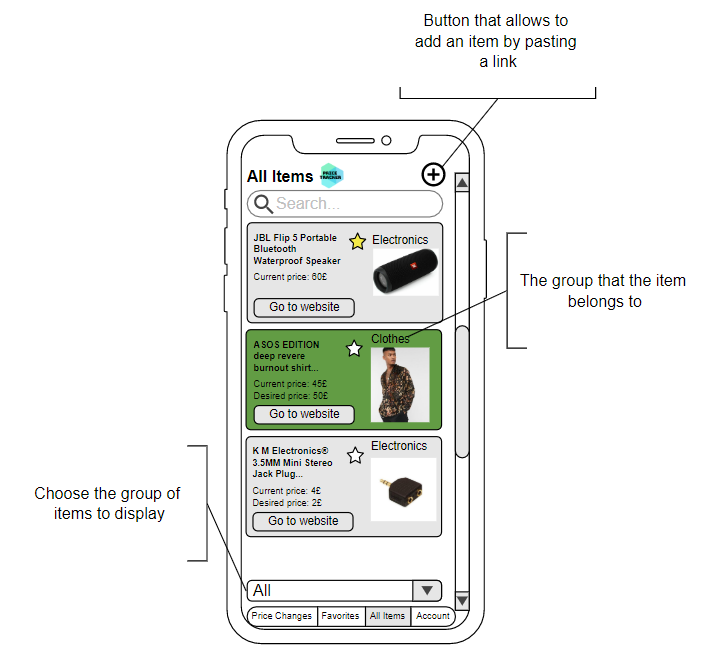 Button that allows to
add an item by pasting
a link
All Items
PRICE
TRACKER
Search...
JBL Flip 5 Portable
Bluetooth
Waterproof Speaker
Current price: 60£
Electronics
Go to website
The group that the item
belongs to
ASOS EDITION
deep revere
burnout shirt...
Current price: 45£
Desired price: 50£
Clothes
Go to website
K M Electronics®
3.5MM Mini Stereo
Jack Plug...
Current price: 4£
Desired price: 2£
Electronics
Go to website
Choose the group of
items to display
All
Price Changes Favorites All Items Account